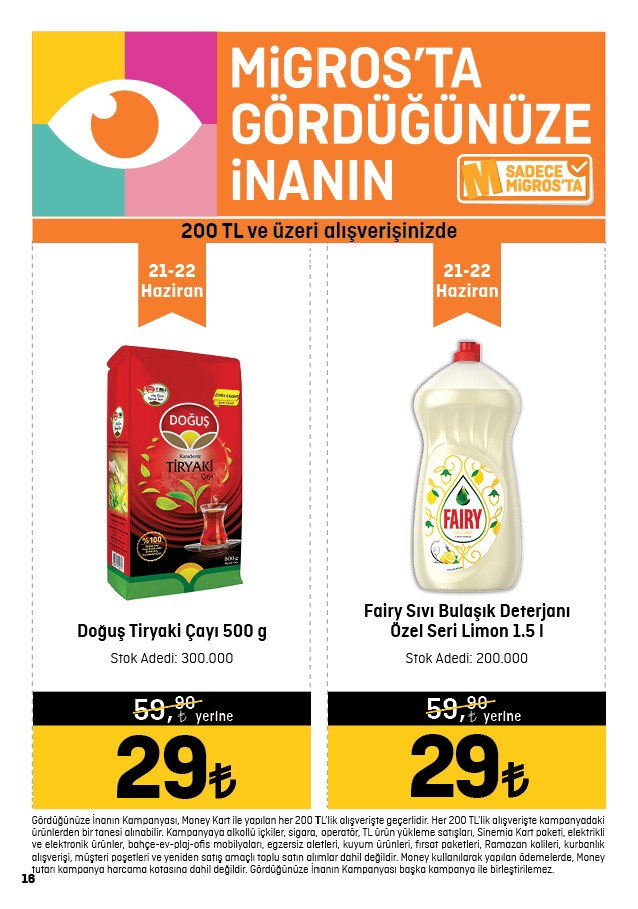 MiGROS'TA
GÖRDÜĞÜNÜZE
iNANIN
M SADECE
MiGROS'TA
200 TL ve üzeri alışverişinizde
21-22
Haziran
21-22
Haziran
DOĞUŞ
Karadeniz
TİRYAKİ
Çayı
%100
500 g
FAIRY
Doğuş Tiryaki Çayı 500 g
Stok Adedi: 300.000
Fairy Sıvı Bulaşık Deterjanı
Özel Seri Limon 1.5 l
Stok Adedi: 200.000
59,90 ₺ yerine
29₺
59,90 ₺ yerine
29₺
Gördüğünüze İnanın Kampanyası, Money Kart ile yapılan her 200 TL'lik alışverişte geçerlidir. Her 200 TL'lik alışverişte kampanyadaki
ürünlerden bir tanesi alınabilir. Kampanyaya alkollü içkiler, sigara, operatör, TL ürün yükleme satışları, Sinemia Kart paketi, elektrikli
ve elektronik ürünler, bahçe-ev-plaj-ofis mobilyaları, egzersiz aletleri, kuyum ürünleri, fırsat paketleri, Ramazan kolileri, kurbanlık
alışverişi, müşteri poşetleri ve yeniden satış amaçlı toplu satın alımlar dahil değildir. Money kullanılarak yapılan ödemelerde, Money
tutarı kampanya harcama kotasına dahil değildir. Gördüğünüze İnanın Kampanyası başka kampanya ile birleştirilemez.
16